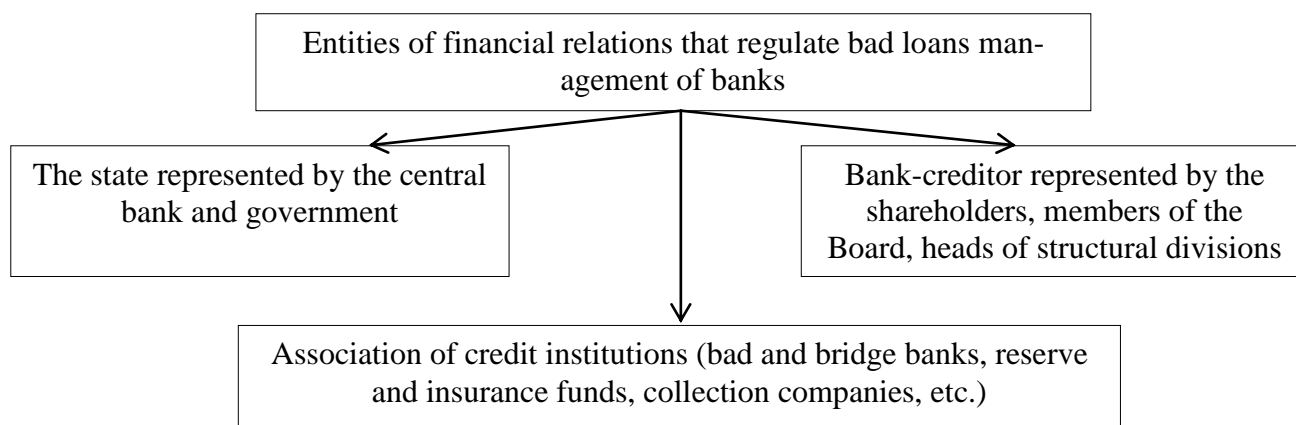 Entities of financial relations that regulate bad loans man-
agement of banks
The state represented by the central
bank and government
Bank-creditor represented by the
shareholders, members of the
Board, heads of structural divisions
Association of credit institutions (bad and bridge banks, reserve
and insurance funds, collection companies, etc.)